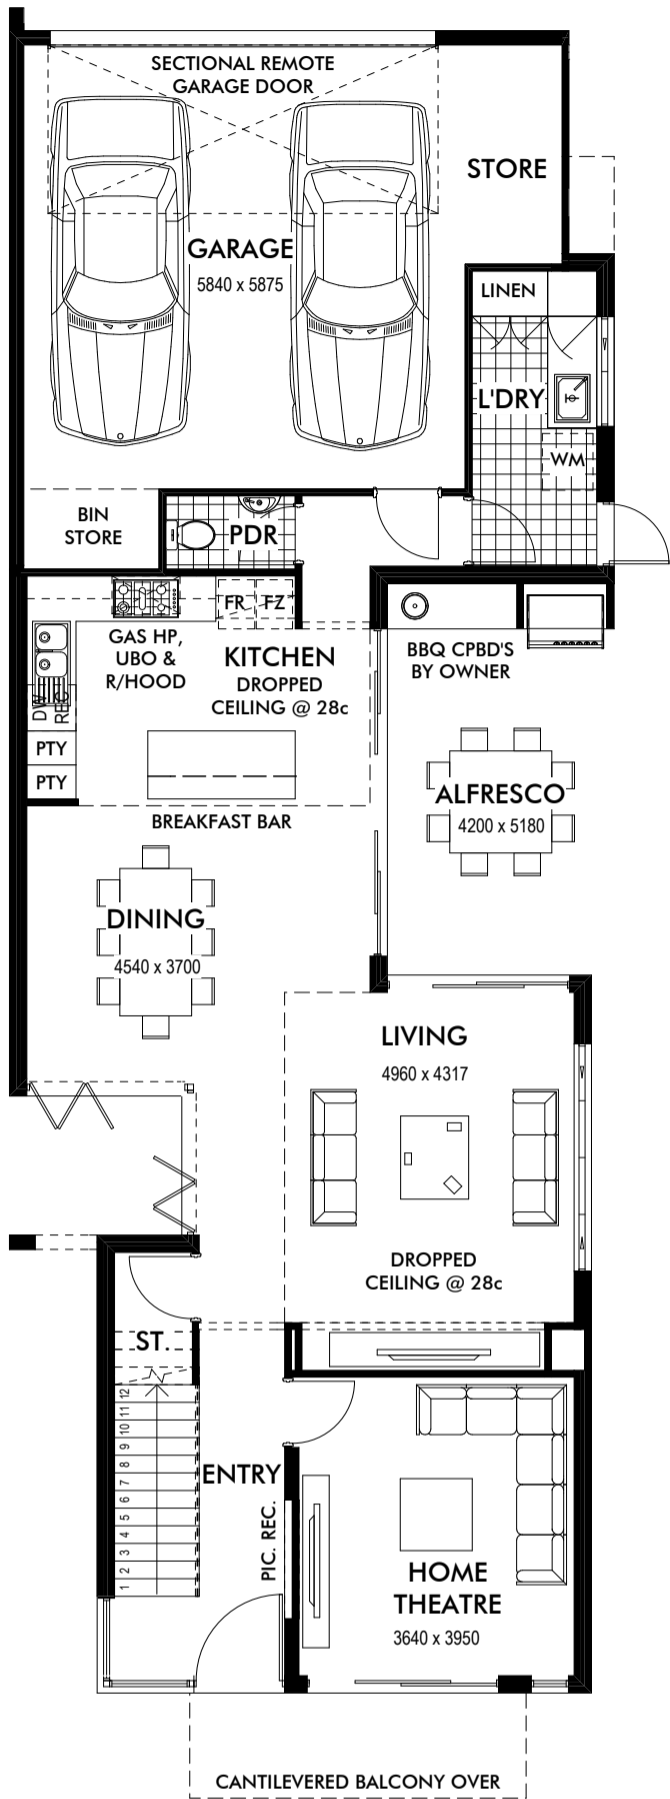 SECTIONAL REMOTE
GARAGE DOOR
STORE
GARAGE
5840 x 5875
LINEN
L'DRY
WM
BIN
STORE
PDR
FR
FZ
GAS HP,
UBO &
R/HOOD
KITCHEN
DROPPED
CEILING @ 28c
BBQ CPBD'S
BY OWNER
DW
REC
PTY
PTY
BREAKFAST BAR
ALFRESCO
4200 x 5180
DINING
4540 x 3700
LIVING
4960 x 4317
DROPPED
CEILING @ 28c
ST.
12
11
10
9
8
7
6
5
4
3
2
1
ENTRY
PIC. REC.
HOME
THEATRE
3640 x 3950
CANTILEVERED BALCONY OVER